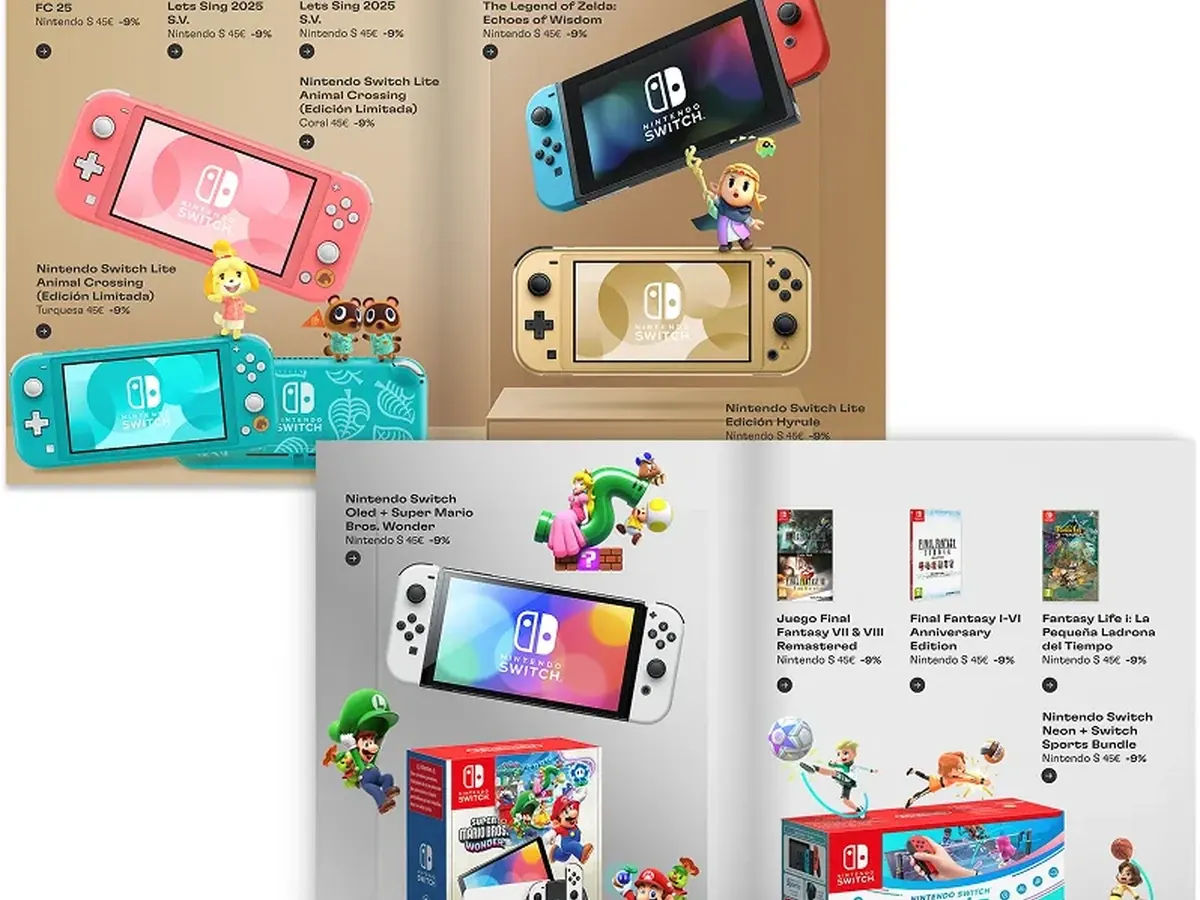 FC 25
Nintendo S 45€ -9%
Lets Sing 2025
S.V.
Nintendo S 45€ -9%
Lets Sing 2025
S.V.
Nintendo S 45€ -9%
The Legend of Zelda:
Echoes of Wisdom
Nintendo S 45€ -9%
Nintendo Switch Lite
Animal Crossing
(Edición Limitada)
Coral 45€ -9%
NINTENDO
SWITCH.
NINTENDO
SWITCH.
Nintendo Switch Lite
Animal Crossing
(Edición Limitada)
Turquesa 45€ -9%
NINTENDO
SWITCH
NINTENDO
SWITCH
NINTENDO
SWITCH
Nintendo Switch Lite
Edición Hyrule
Nintendo S 45€ -9%
Nintendo Switch
Oled + Super Mario
Bros. Wonder
Nintendo S 45€ -9%
NINTENDO
SWITCH.
NINTENDO
SWITCH
SUPER
MARIO BROS.
WONDER
FINAL FANTASY
Juego Final
Fantasy VII & VIII
Remastered
Nintendo S 45€ -9%
Final Fantasy I-VI
Anniversary
Edition
Nintendo S 45€ -9%
Fantasy Life i: La
Pequeña Ladrona
del Tiempo
Nintendo S 45€ -9%
Nintendo Switch
Neon + Switch
Sports Bundle
Nintendo S 45€ -9%
NINTENDO
SWITCH
NINTENDO SWITCH